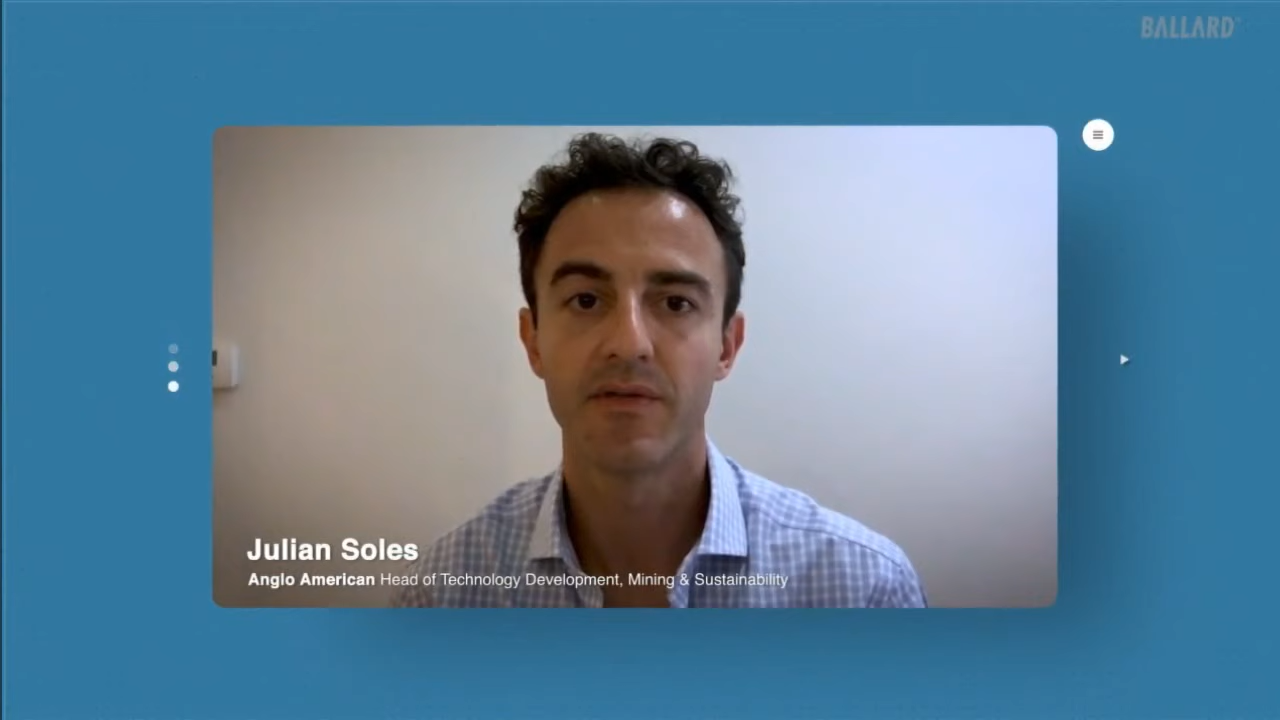 BALLARD
Julian Soles
Anglo American Head of Technology Development, Mining & Sustainability